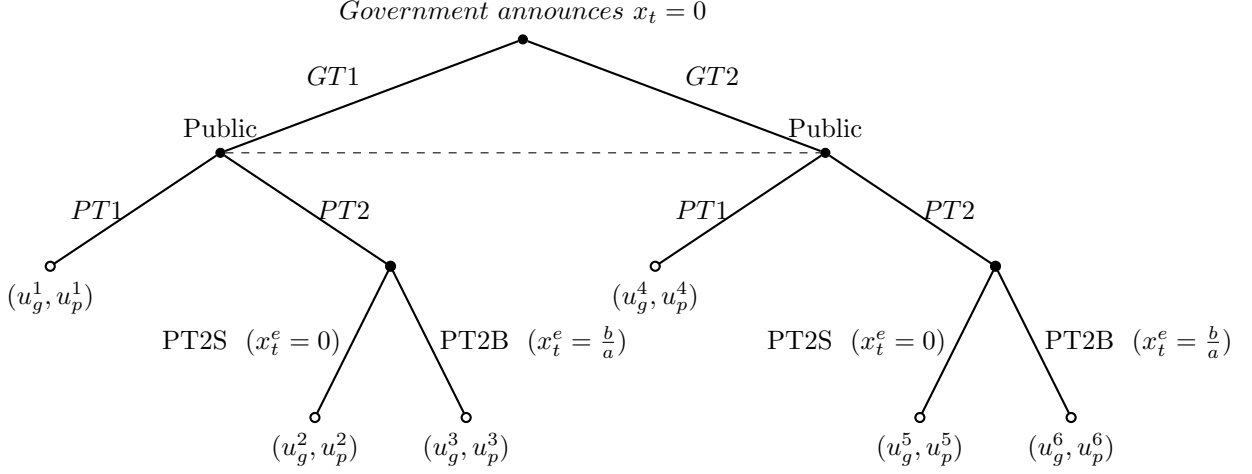 Government announces $x_t = 0$
GT1
GT2
Public
Public
PT1
PT2
PT1
PT2
$(u_g^1, u_p^1)$
$(u_g^4, u_p^4)$
PT2S $(x_t^e = 0)$
PT2B $(x_t^e = \frac{b}{a})$
PT2S $(x_t^e = 0)$
PT2B $(x_t^e = \frac{b}{a})$
$(u_g^2, u_p^2)$
$(u_g^3, u_p^3)$
$(u_g^5, u_p^5)$
$(u_g^6, u_p^6)$